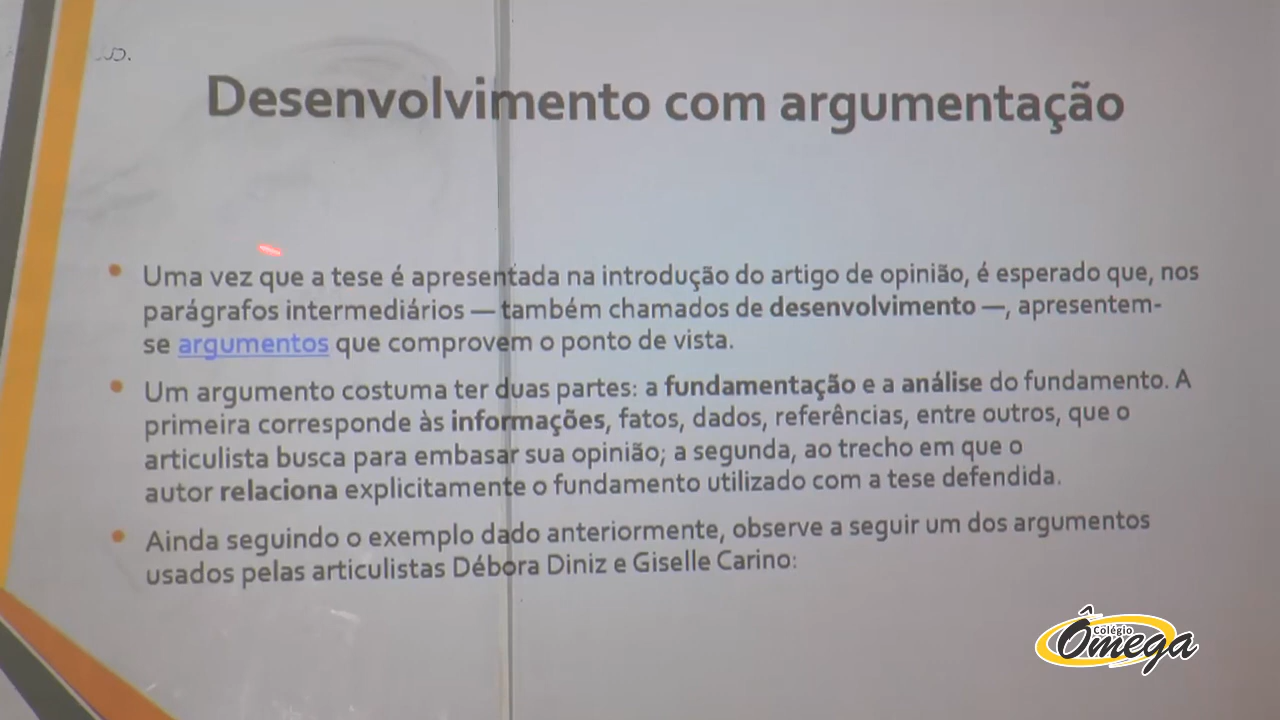 Desenvolvimento com argumentação
Uma vez que a tese é apresentada na introdução do artigo de opinião, é esperado que, nos
parágrafos intermediários — também chamados de desenvolvimento —, apresentem-
se argumentos que comprovem o ponto de vista.
Um argumento costuma ter duas partes: a fundamentação e a análise do fundamento. A
primeira corresponde às informações, fatos, dados, referências, entre outros, que o
articulista busca para embasar sua opinião; a segunda, ao trecho em que o
autor relaciona explicitamente o fundamento utilizado com a tese defendida.
Ainda seguindo o exemplo dado anteriormente, observe a seguir um dos argumentos
usados pelas articulistas Débora Diniz e Giselle Carino:
Colégio
Ômega